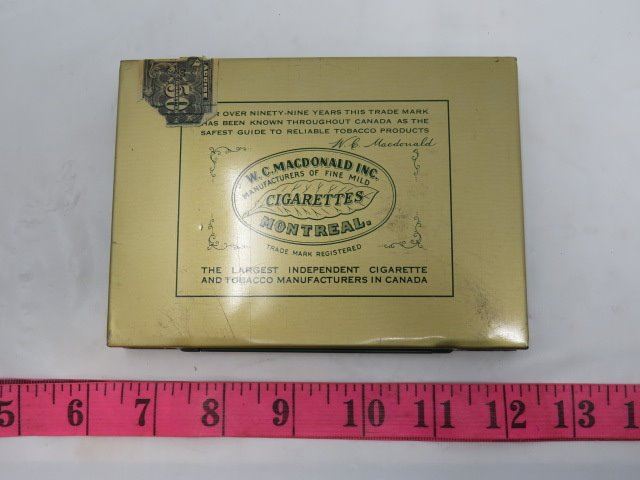 50
OVER NINETY-NINE YEARS THIS TRADE MARK
HAS BEEN KNOWN THROUGHOUT CANADA AS THE
SAFEST GUIDE TO RELIABLE TOBACCO PRODUCTS
W. C. Macdonald
W. C. MACDONALD INC.
MANUFACTURERS OF FINE MILD
CIGARETTES
MONTREAL.
TRADE MARK REGISTERED
THE LARGEST INDEPENDENT CIGARETTE
AND TOBACCO MANUFACTURERS IN CANADA
5 6 7 8 9 10 11 12 13